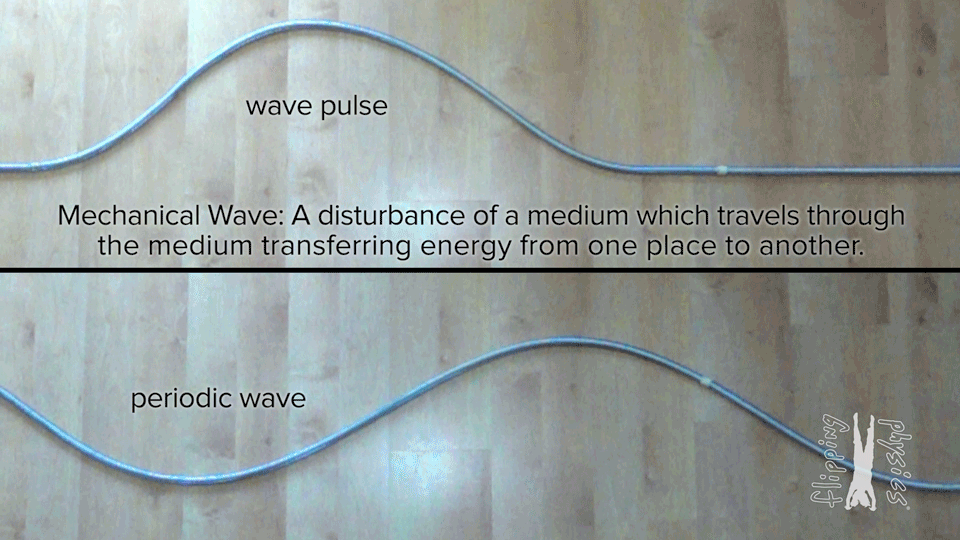 wave pulse
Mechanical Wave: A disturbance of a medium which travels through
the medium transferring energy from one place to another.
periodic wave
flipping
physics